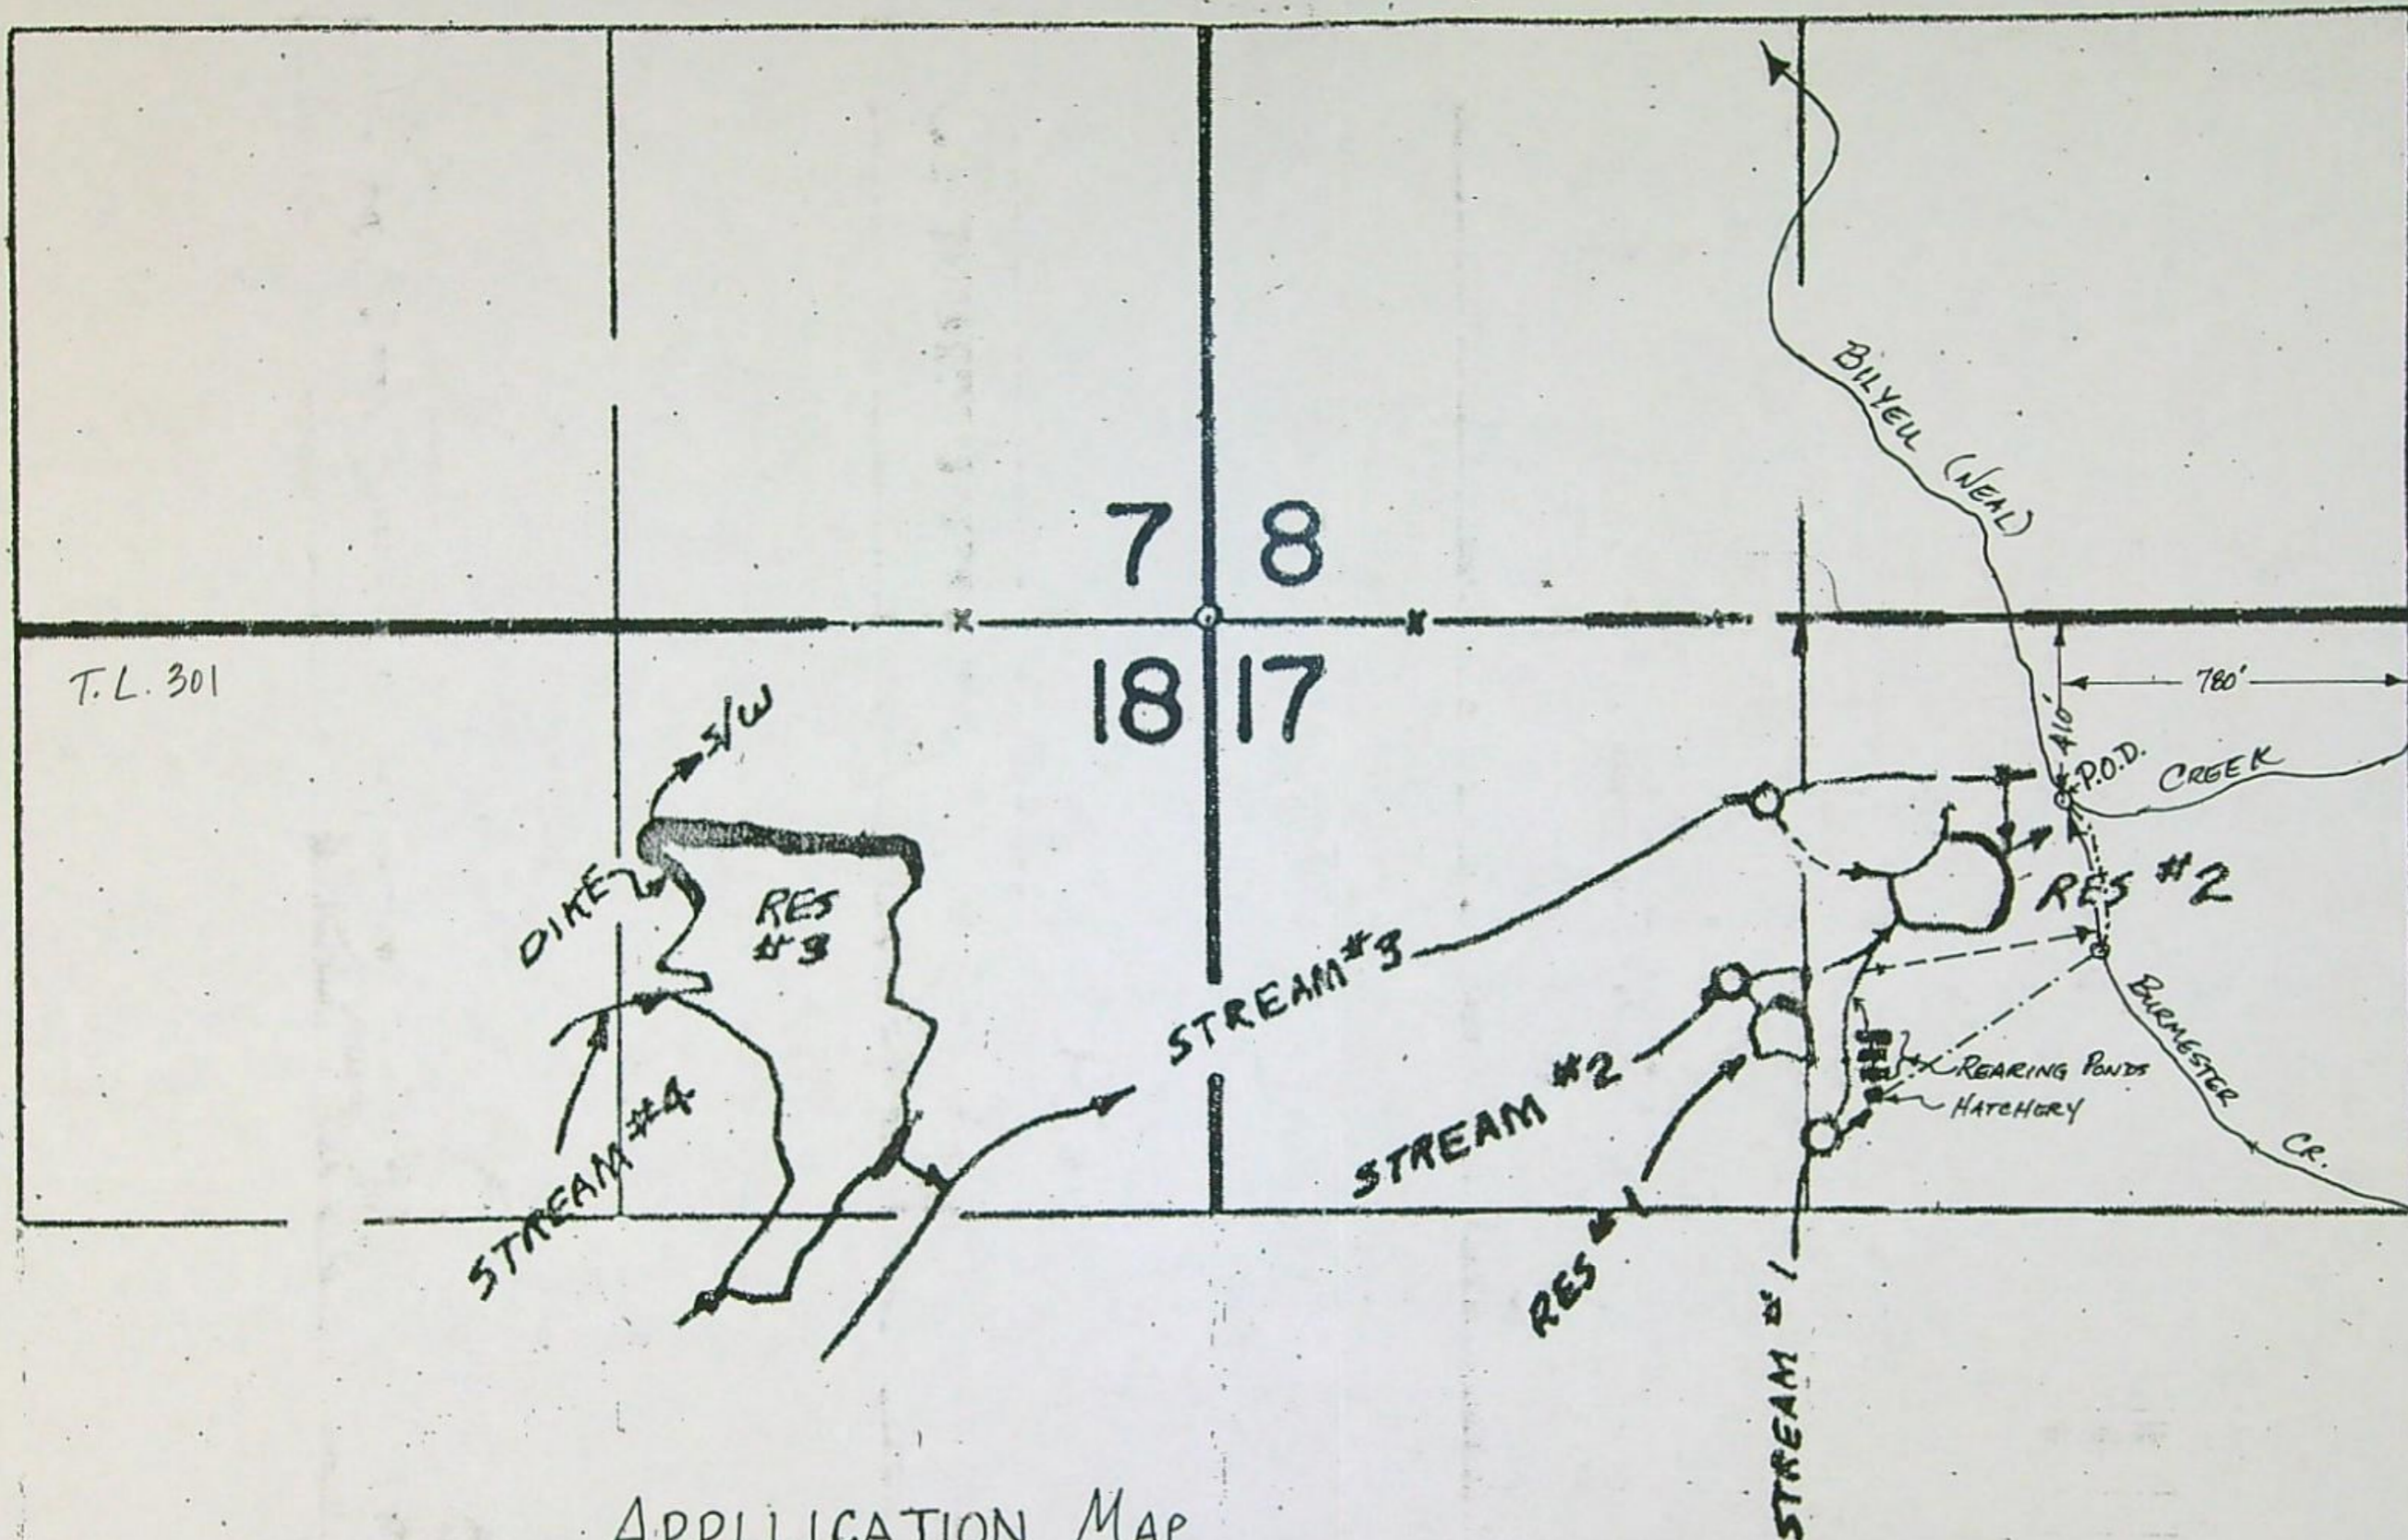 BILYEU (NEAL)
7 8
18 17
T.L. 301
S/W
780'
410'
P.O.D.
CREEK
DIKE
RES
#3
RES #2
STREAM #3
STREAM #2
BURMESTER
CR.
REARING PONDS
HATCHERY
STREAM #4
RES #1
STREAM #1
APPLICATION MAP